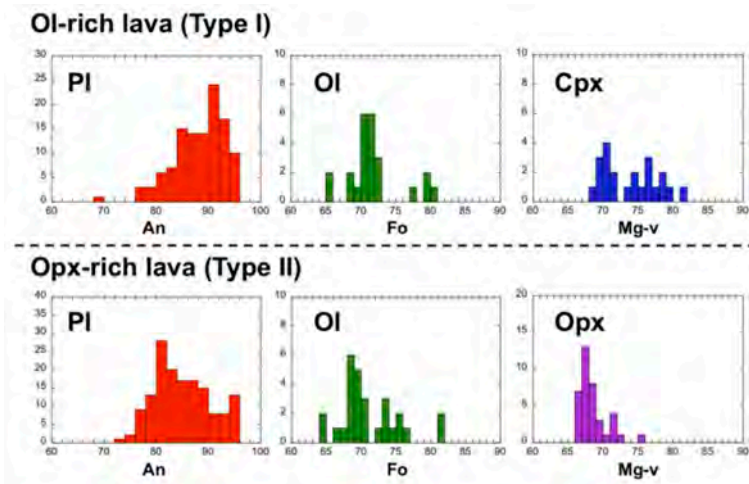 Ol-rich lava (Type I)
30 25 20 15 10 5 0
Pl
60 70 80 90 100
An
10 8 6 4 2 0
Ol
60 65 70 75 80 85 90
Fo
10 8 6 4 2 0
Cpx
60 65 70 75 80 85 90
Mg-v
Opx-rich lava (Type II)
40 35 30 25 20 15 10 5 0
Pl
60 70 80 90 100
An
10 8 6 4 2 0
Ol
60 65 70 75 80 85 90
Fo
20 15 10 5 0
Opx
60 65 70 75 80 85 90
Mg-v